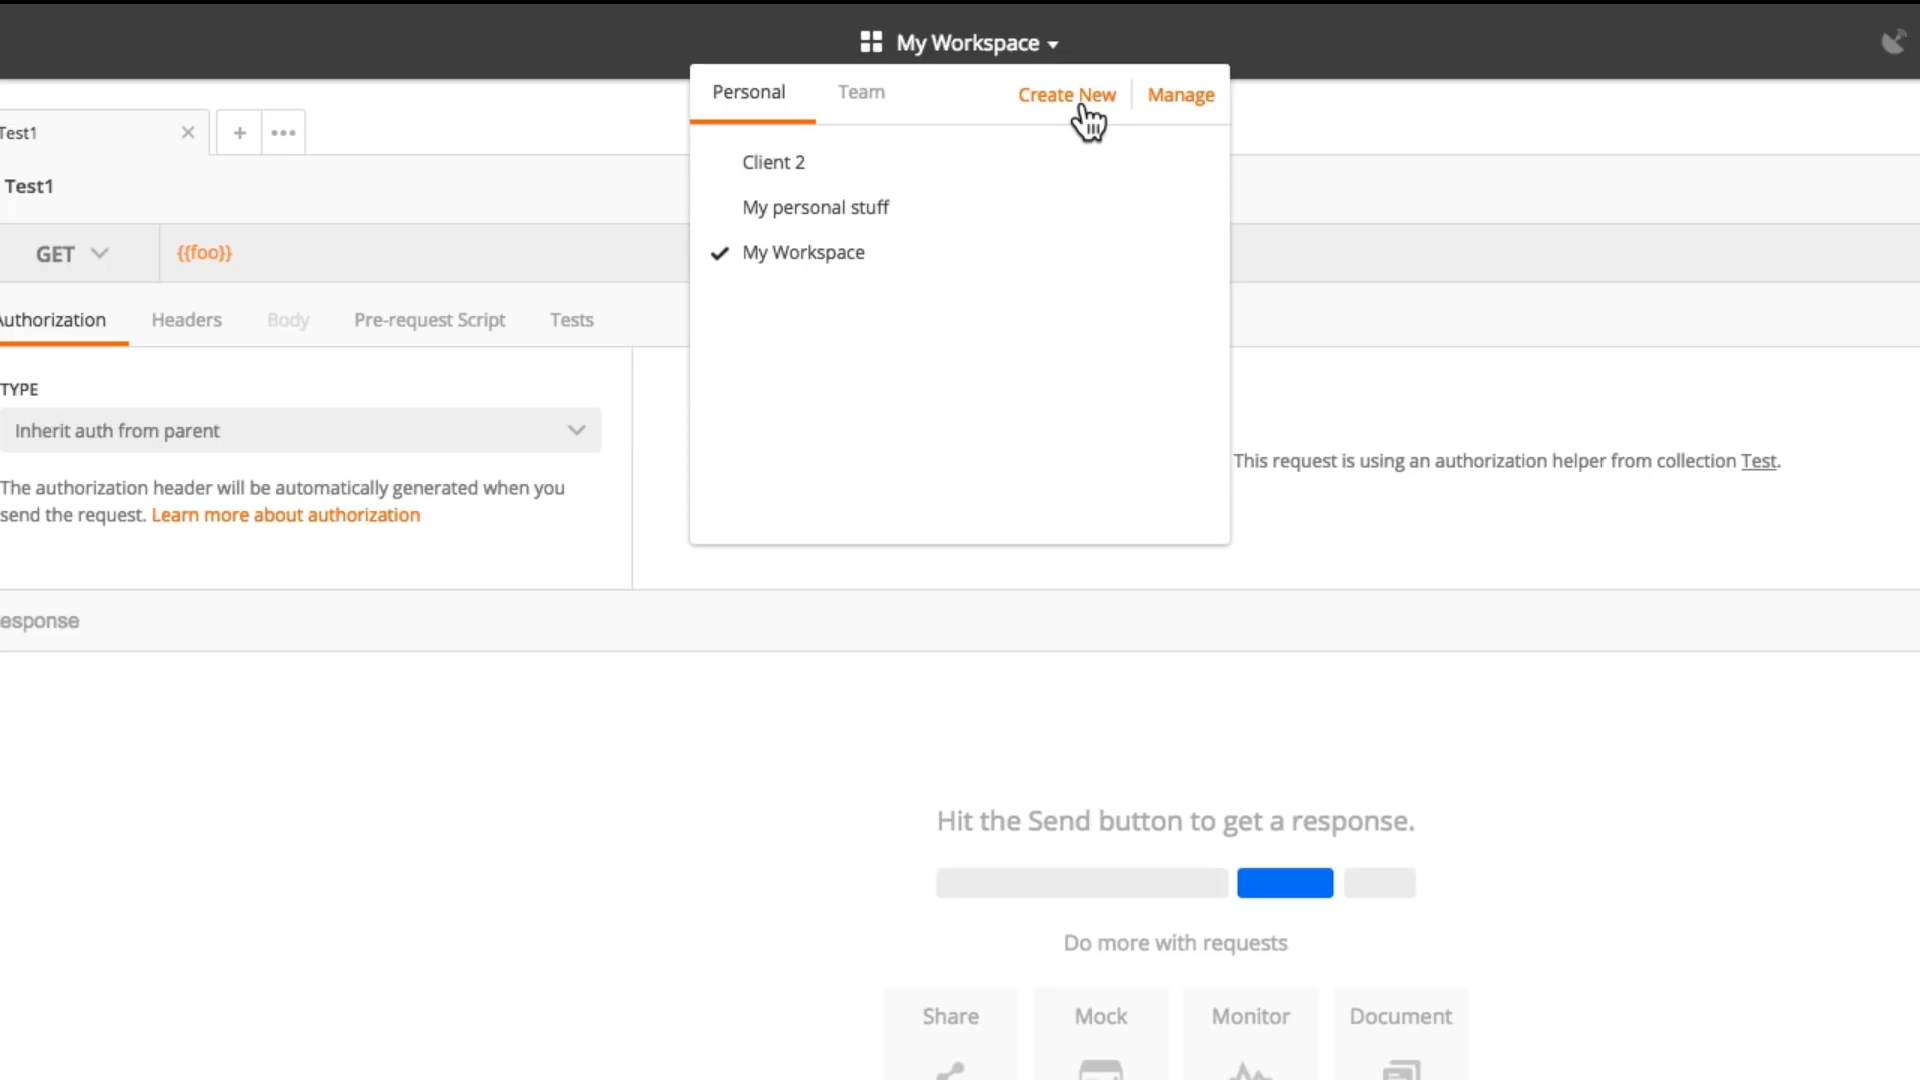 My Workspace
Personal Team Create New Manage
Test1
Client 2
Test1
My personal stuff
GET {{foo}}
My Workspace
Authorization Headers Body Pre-request Script Tests
TYPE
Inherit auth from parent
The authorization header will be automatically generated when you
send the request. Learn more about authorization
This request is using an authorization helper from collection Test.
esponse
Hit the Send button to get a response.
Do more with requests
Share Mock Monitor Document